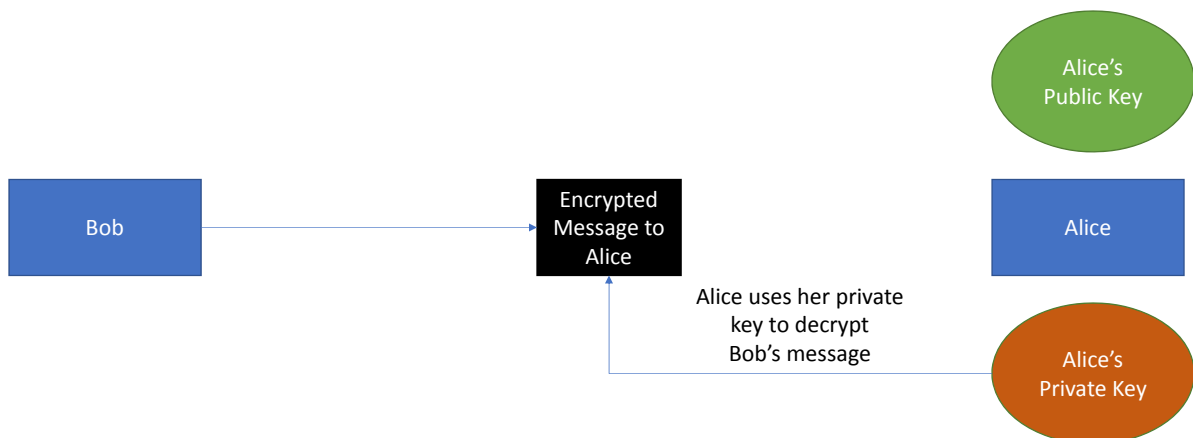 Alice’s
Public Key
Bob
Encrypted
Message to
Alice
Alice
Alice uses her private
key to decrypt
Bob’s message
Alice’s
Private Key